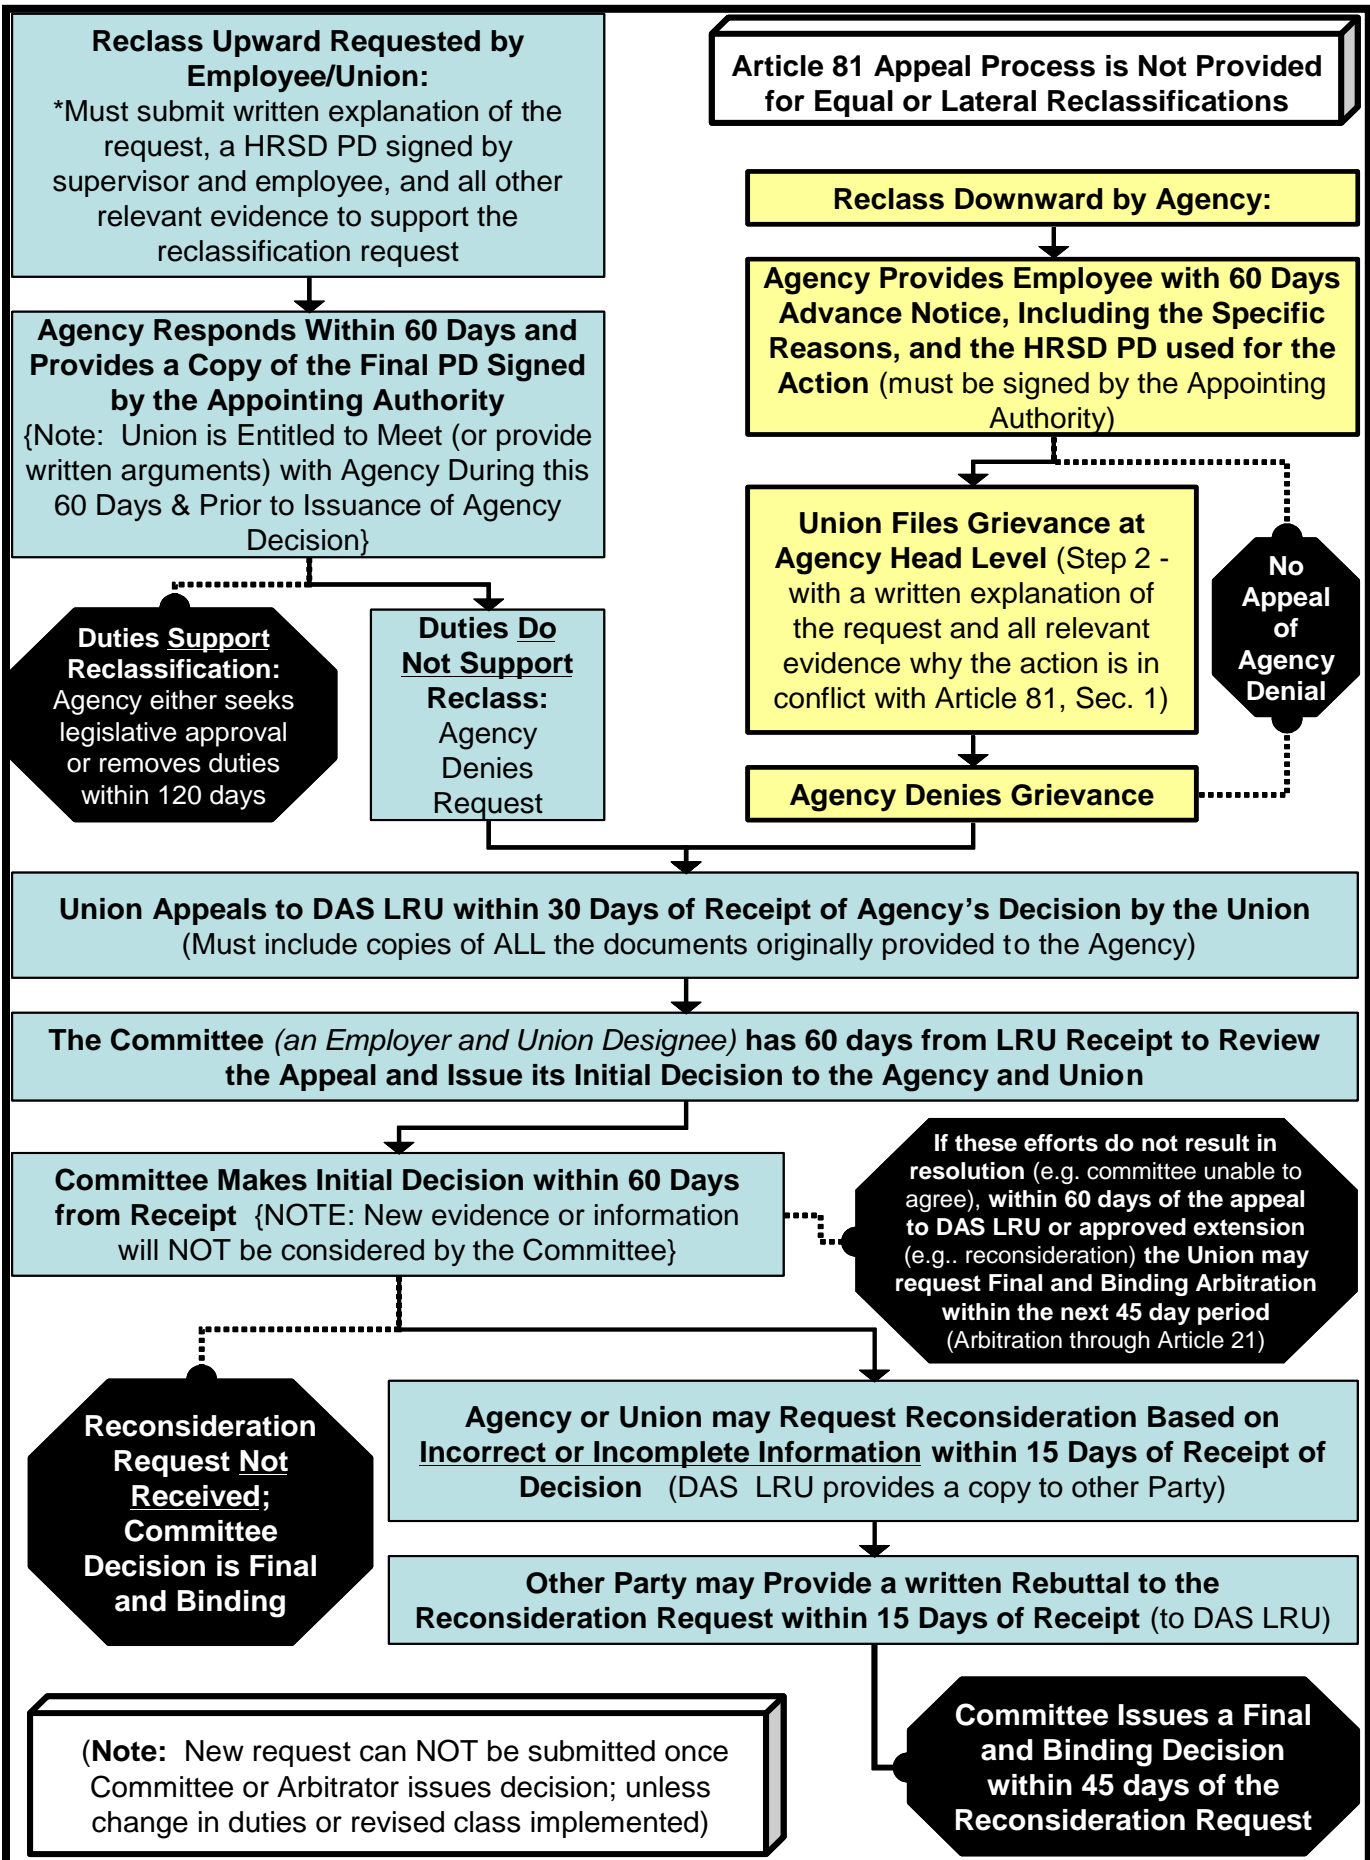 Reclass Upward Requested by
Employee/Union:
*Must submit written explanation of the
request, a HRSD PD signed by
supervisor and employee, and all other
relevant evidence to support the
reclassification request
Article 81 Appeal Process is Not Provided
for Equal or Lateral Reclassifications
Reclass Downward by Agency:
Agency Provides Employee with 60 Days
Advance Notice, Including the Specific
Reasons, and the HRSD PD used for the
Action (must be signed by the Appointing
Authority)
Agency Responds Within 60 Days and
Provides a Copy of the Final PD Signed
by the Appointing Authority
{Note: Union is Entitled to Meet (or provide
written arguments) with Agency During this
60 Days & Prior to Issuance of Agency
Decision}
Union Files Grievance at
Agency Head Level (Step 2 -
with a written explanation of
the request and all relevant
evidence why the action is in
conflict with Article 81, Sec. 1)
No
Appeal
of
Agency
Denial
Duties Support
Reclassification:
Agency either seeks
legislative approval
or removes duties
within 120 days
Duties Do
Not Support
Reclass:
Agency
Denies
Request
Agency Denies Grievance
Union Appeals to DAS LRU within 30 Days of Receipt of Agency’s Decision by the Union
(Must include copies of ALL the documents originally provided to the Agency)
The Committee (an Employer and Union Designee) has 60 days from LRU Receipt to Review
the Appeal and Issue its Initial Decision to the Agency and Union
Committee Makes Initial Decision within 60 Days
from Receipt {NOTE: New evidence or information
will NOT be considered by the Committee}
If these efforts do not result in
resolution (e.g. committee unable to
agree), within 60 days of the appeal
to DAS LRU or approved extension
(e.g.. reconsideration) the Union may
request Final and Binding Arbitration
within the next 45 day period
(Arbitration through Article 21)
Reconsideration
Request Not
Received;
Committee
Decision is Final
and Binding
Agency or Union may Request Reconsideration Based on
Incorrect or Incomplete Information within 15 Days of Receipt of
Decision (DAS LRU provides a copy to other Party)
Other Party may Provide a written Rebuttal to the
Reconsideration Request within 15 Days of Receipt (to DAS LRU)
Committee Issues a Final
and Binding Decision
within 45 days of the
Reconsideration Request
(Note: New request can NOT be submitted once
Committee or Arbitrator issues decision; unless
change in duties or revised class implemented)